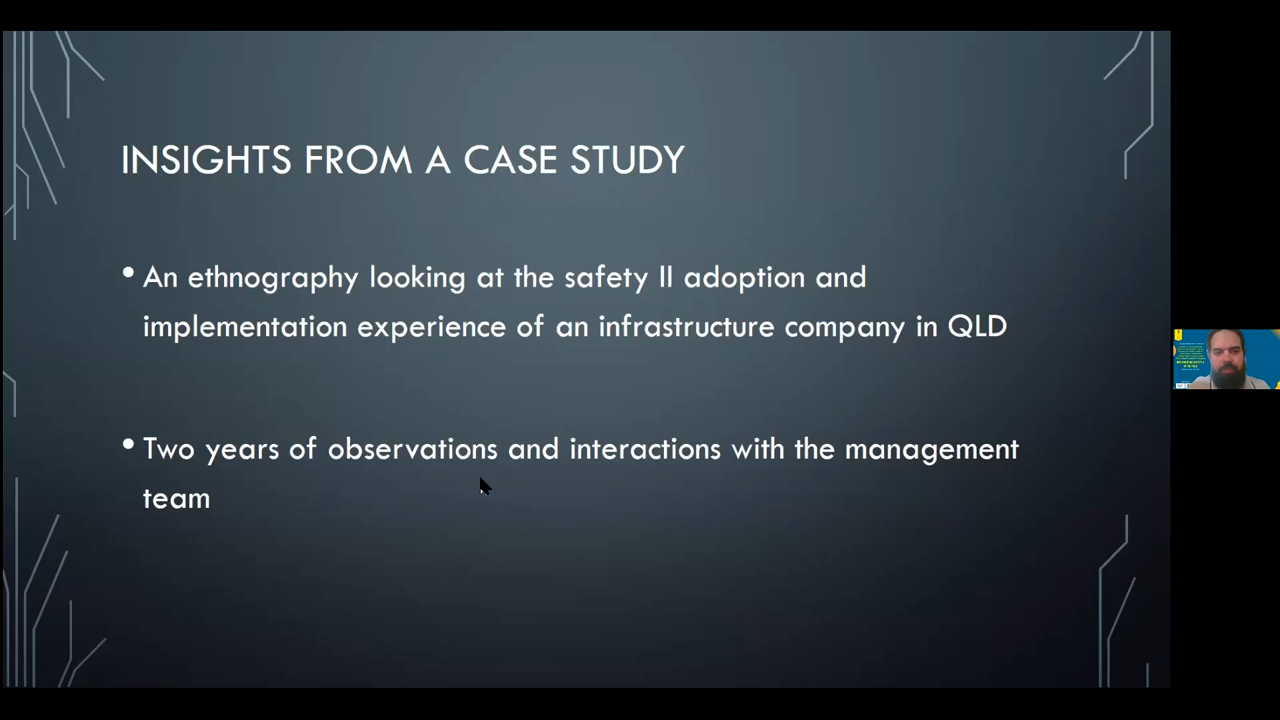 INSIGHTS FROM A CASE STUDY
• An ethnography looking at the safety II adoption and
implementation experience of an infrastructure company in QLD
• Two years of observations and interactions with the management
team